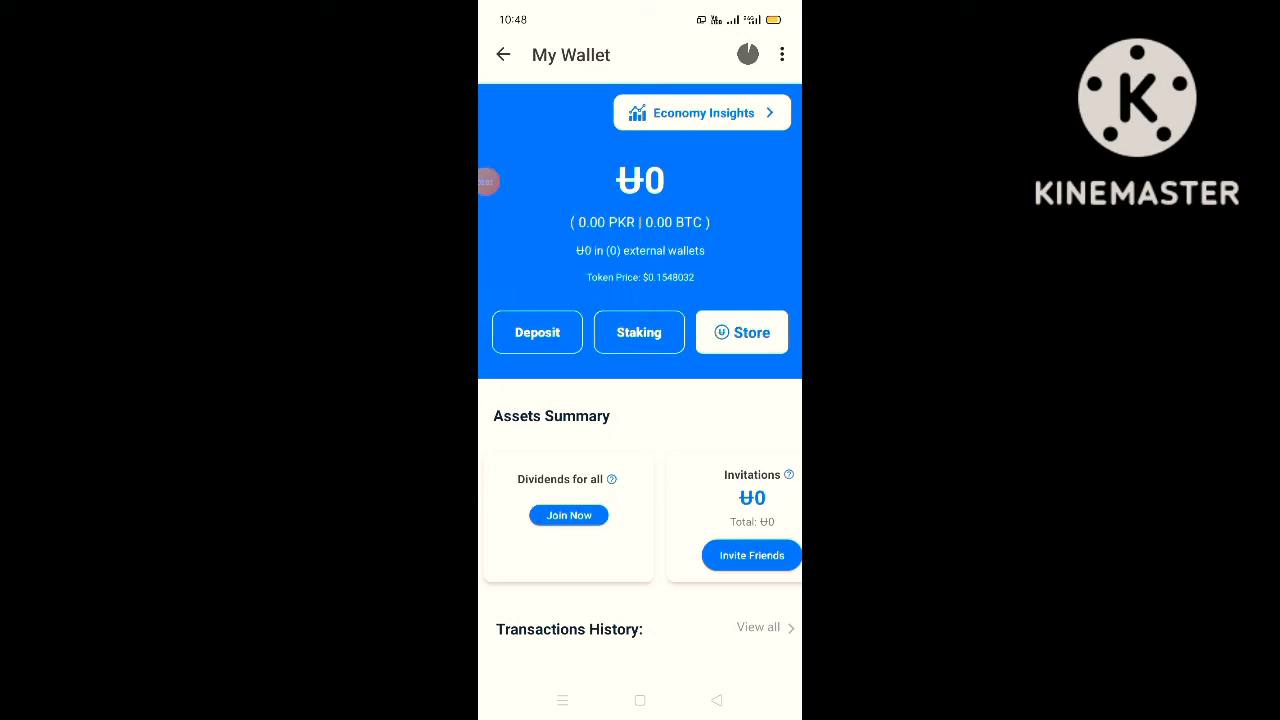 10:48
My Wallet
Economy Insights
Ʉ0
( 0.00 PKR | 0.00 BTC )
Ʉ0 in (0) external wallets
Token Price: $0.1548032
Deposit
Staking
Store
Assets Summary
Dividends for all
Join Now
Invitations
Ʉ0
Total: Ʉ0
Invite Friends
Transactions History:
View all
K
KINEMASTER